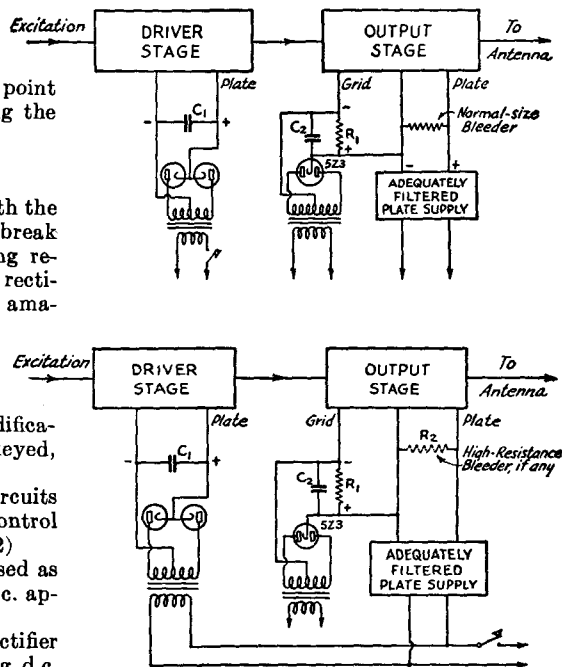 Excitation
DRIVER
STAGE
OUTPUT
STAGE
To
Antenna
point
g the
Plate
Grid
Plate
- C1 +
C2
-
R1
+
Normal-size
Bleeder
5Z3
- +
ADEQUATELY
FILTERED
PLATE SUPPLY
th the
break
ng re-
recti-
ama-
Excitation
DRIVER
STAGE
OUTPUT
STAGE
To
Antenna
difica-
eyed,
Plate
Grid
Plate
- C1 +
C2
-
R1
+
R2
High-Resistance
Bleeder, if any
5Z3
rcuits
ontrol
2)
sed as
c. ap-
ADEQUATELY
FILTERED
PLATE SUPPLY
ctifier
g d.c.